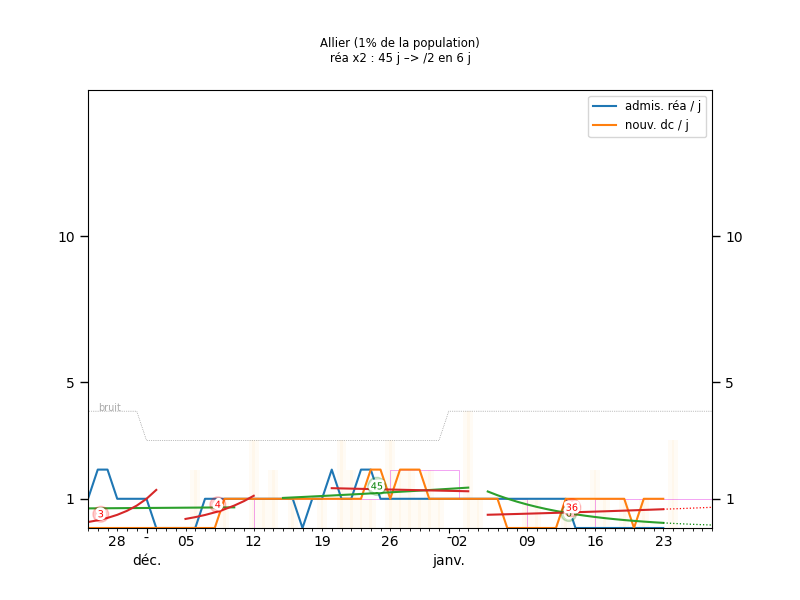 Allier (1% de la population)
réa x2 : 45 j –> /2 en 6 j
admis. réa / j
nouv. dc / j
10
10
5
5
bruit
1
1
3
4
45
36
28
-
05
12
19
26
02
09
16
23
déc.
janv.